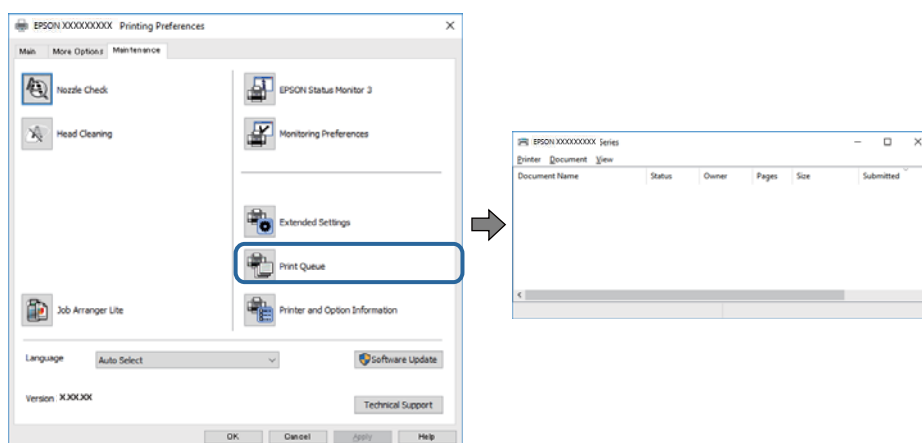 EPSON XXXXXXXXX Printing Preferences
Main More Options Maintenance
Nozzle Check
EPSON Status Monitor 3
Head Cleaning
Monitoring Preferences
Extended Settings
Print Queue
Job Arranger Lite
Printer and Option Information
Language Auto Select Software Update
Version X.XX.XX
Technical Support
OK Cancel Apply Help
EPSON XXXXXXXXX Series
Printer Document View
Document Name Status Owner Pages Size Submitted